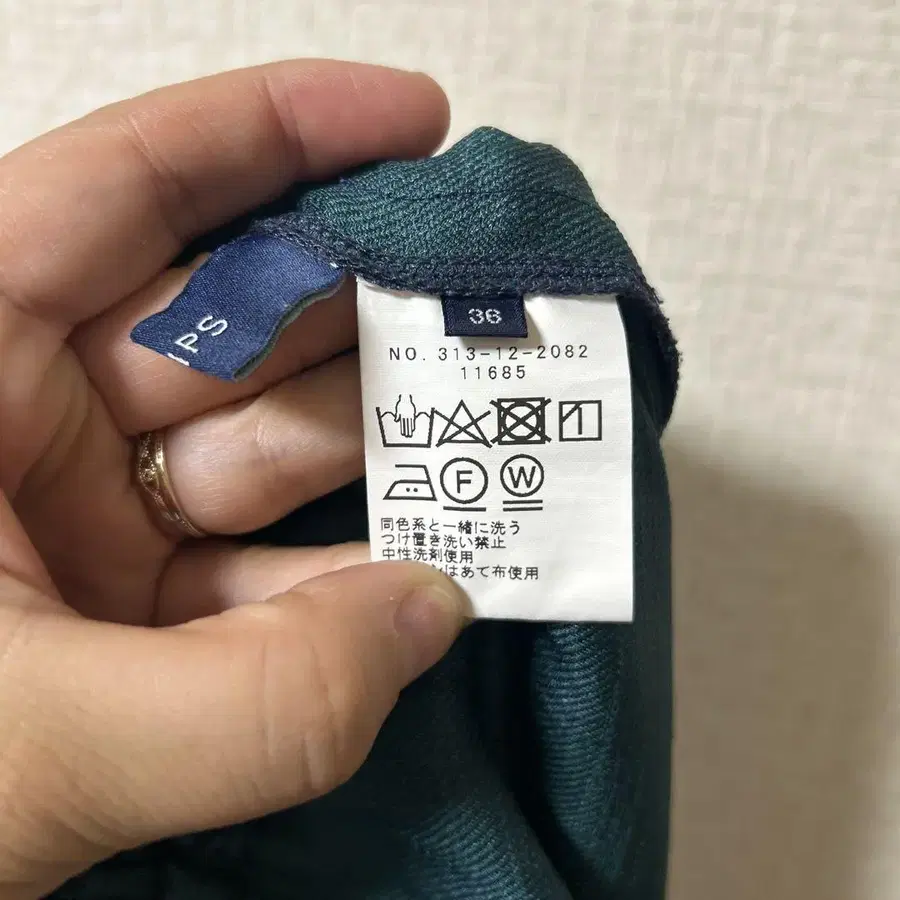 PS
36
NO. 313-12-2082
11685
F
W
同色系と一緒に洗う
つけ置き洗い禁止
中性洗剤使用
はあて布使用